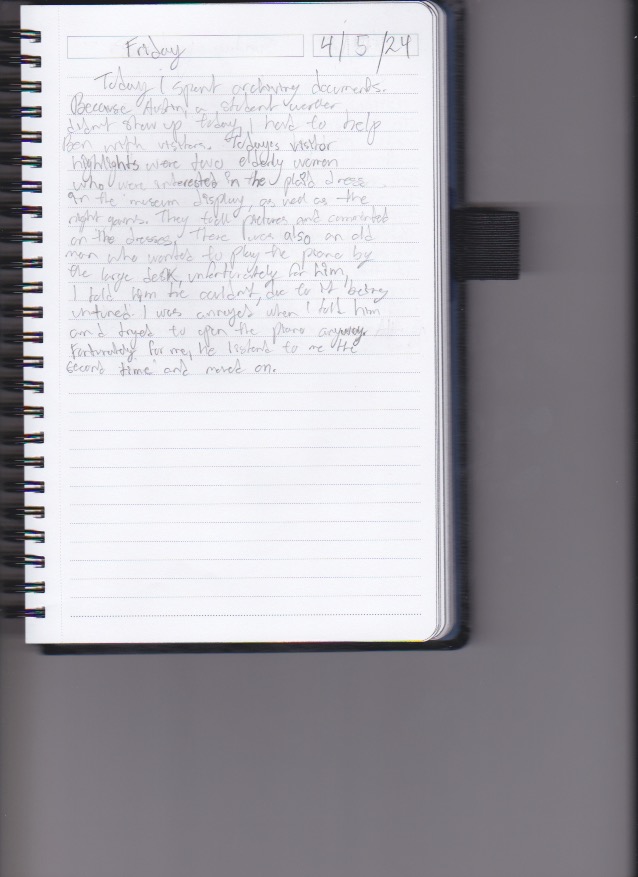 Friday 4/5/24
Today I spent archiving documents.
Because Austin, a student worker
didnt show up today, I had to help
Ben with visitors. Todayes visitor
highlights were four elderly women
who were interested in the plaid dress
in the museum display, as well as the
night gowns. They took pictures and commented
on the dresses, There was also an old
man who wanted to play the piano by
the large desk, unfortunately for him,
I told him he couldn't, due to it being
untuned. I was annoyed when I told him
and tryed to open the piano anyway.
Fortunately for me, he listend to me the
second time and moved on.